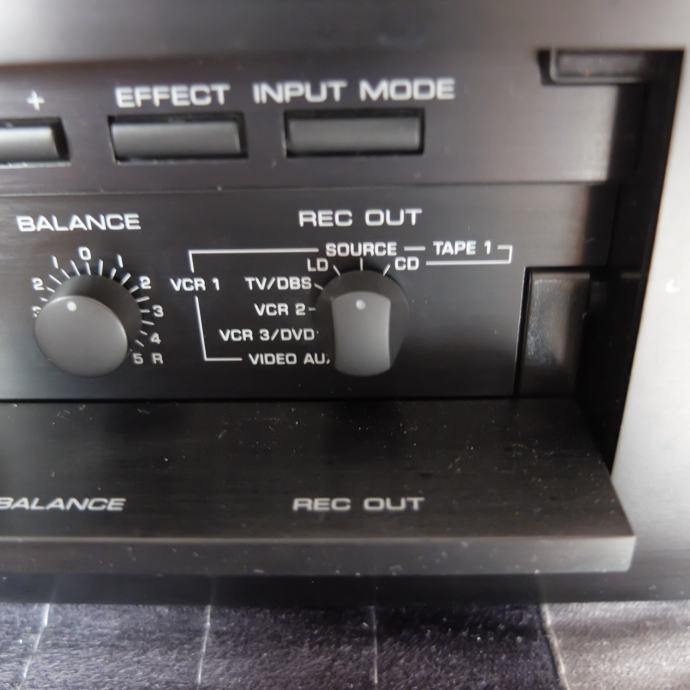 + EFFECT INPUT MODE
BALANCE REC OUT
0 SOURCE TAPE 1
LD CD
2 2 VCR 1 TV/DBS
3 VCR 2
4 VCR 3/DVD
5 R VIDEO AU
BALANCE REC OUT